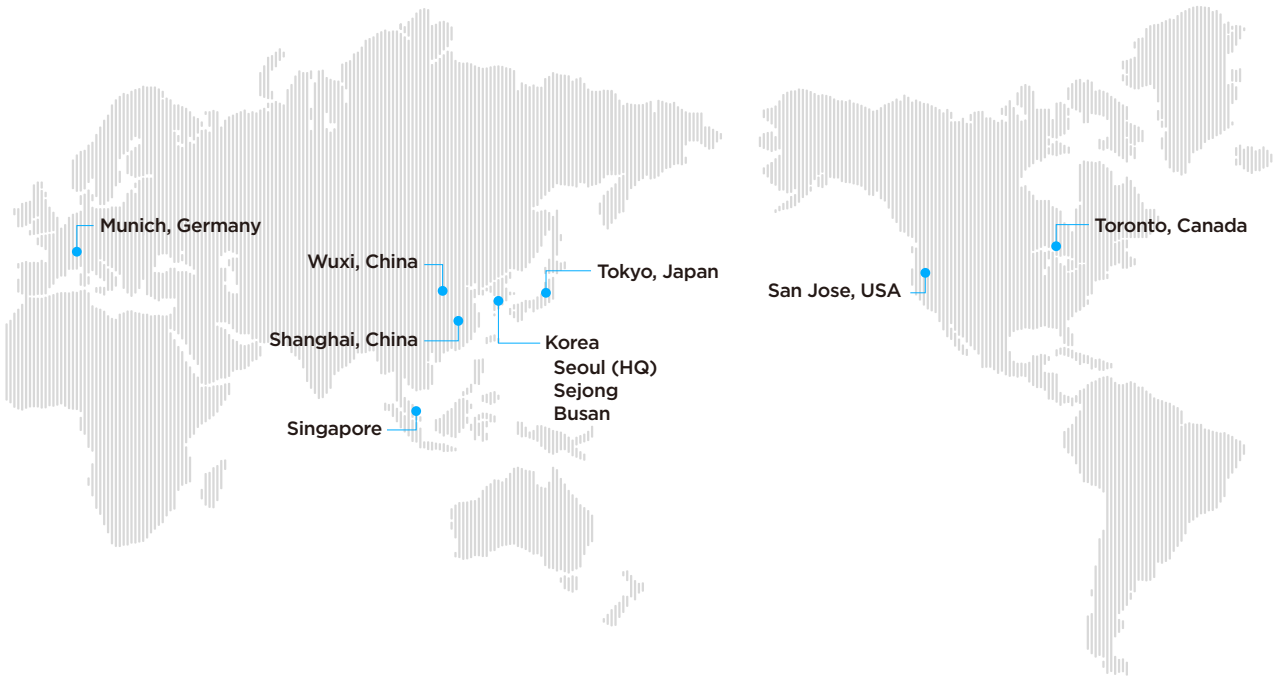 Munich, Germany
Wuxi, China
Shanghai, China
Singapore
Tokyo, Japan
Korea
Seoul (HQ)
Sejong
Busan
San Jose, USA
Toronto, Canada